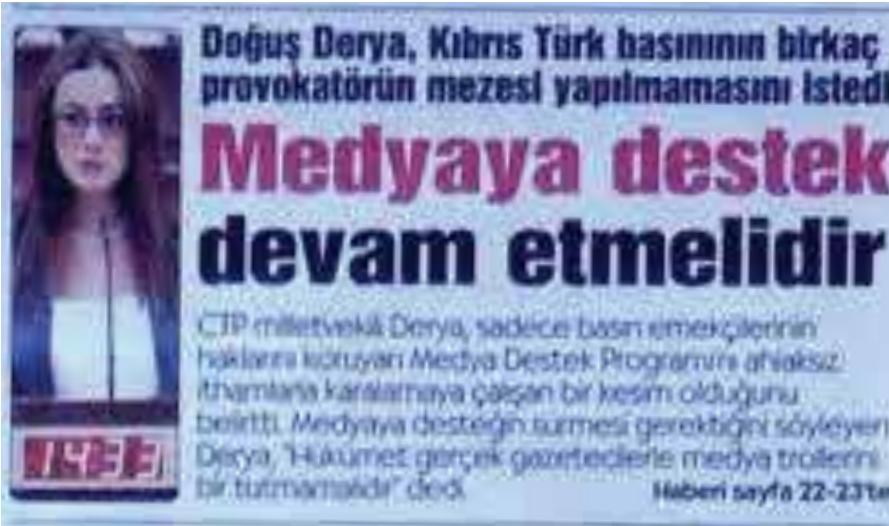 Doğuş Derya, Kıbrıs Türk basınının birkaç
provokatörün mezesi yapılmamasını istedi
Medyaya destek
devam etmelidir
CTP milletvekili Derya, sadece basın emekçilerinin
haklarını koruyan Medya Destek Programını ahlaksız
ithamlarla karalamaya çalışan bir kesim olduğunu
belirtti. Medyaya desteğin sürmesi gerektiğini söyleyen
Derya, "Hükümet gerçek gazetecilerle medya trollerini
bir tutmamalıdır" dedi.
Haberi sayfa 22-23'te